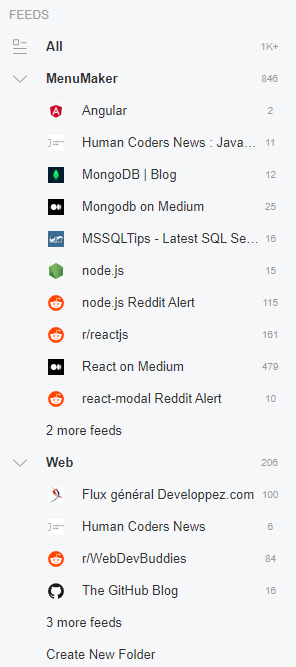 FEEDS
All 1K+
MenuMaker 846
Angular 2
Human Coders News : Java... 11
MongoDB | Blog 12
Mongodb on Medium 25
MSSQLTips - Latest SQL Se... 16
node.js 15
node.js Reddit Alert 115
r/reactjs 161
React on Medium 479
react-modal Reddit Alert 10
2 more feeds
Web 206
Flux général Developpez.com 100
Human Coders News 6
r/WebDevBuddies 84
The GitHub Blog 16
3 more feeds
Create New Folder